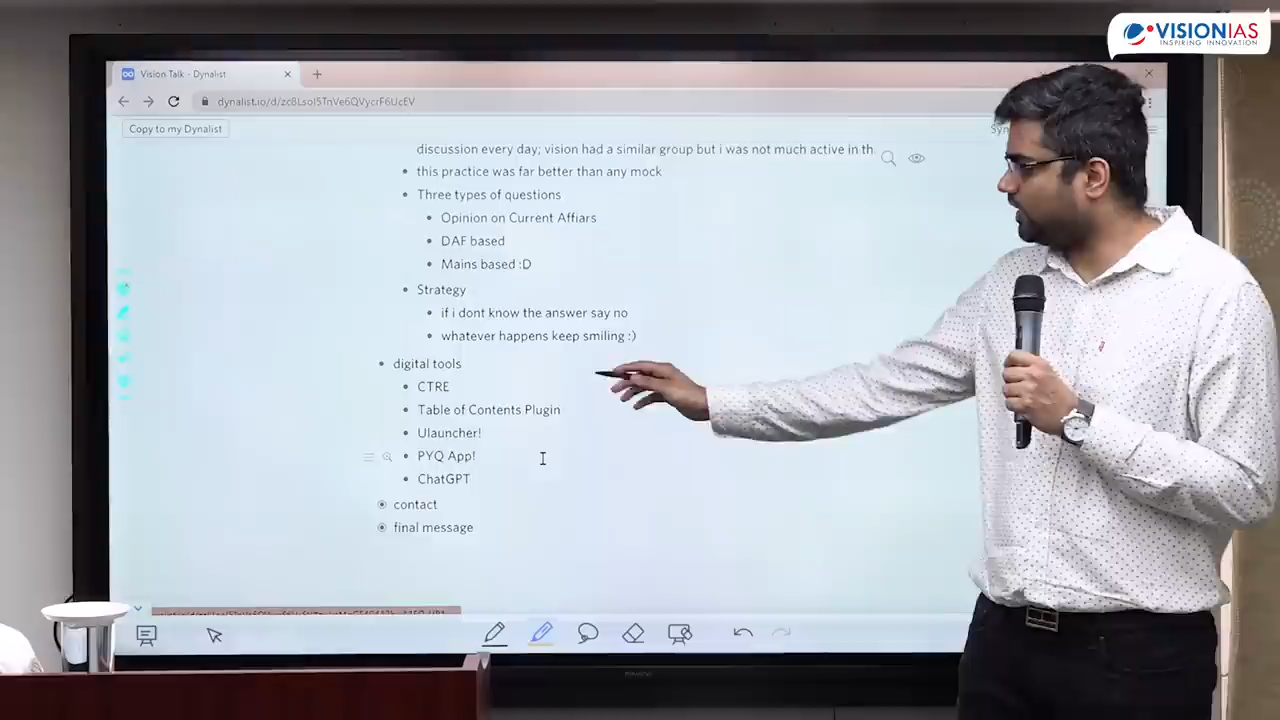 VISIONIAS
INSPIRING INNOVATION
Vision Talk - Dynalist
dynalist.io/d/zc8LsoI5TnVe6QVycrF6UcEV
Copy to my Dynalist
discussion every day; vision had a similar group but i was not much active in th
this practice was far better than any mock
Three types of questions
Opinion on Current Affiars
DAF based
Mains based :D
Strategy
if i dont know the answer say no
whatever happens keep smiling :)
digital tools
CTRE
Table of Contents Plugin
Ulauncher!
PYQ App!
ChatGPT
contact
final message